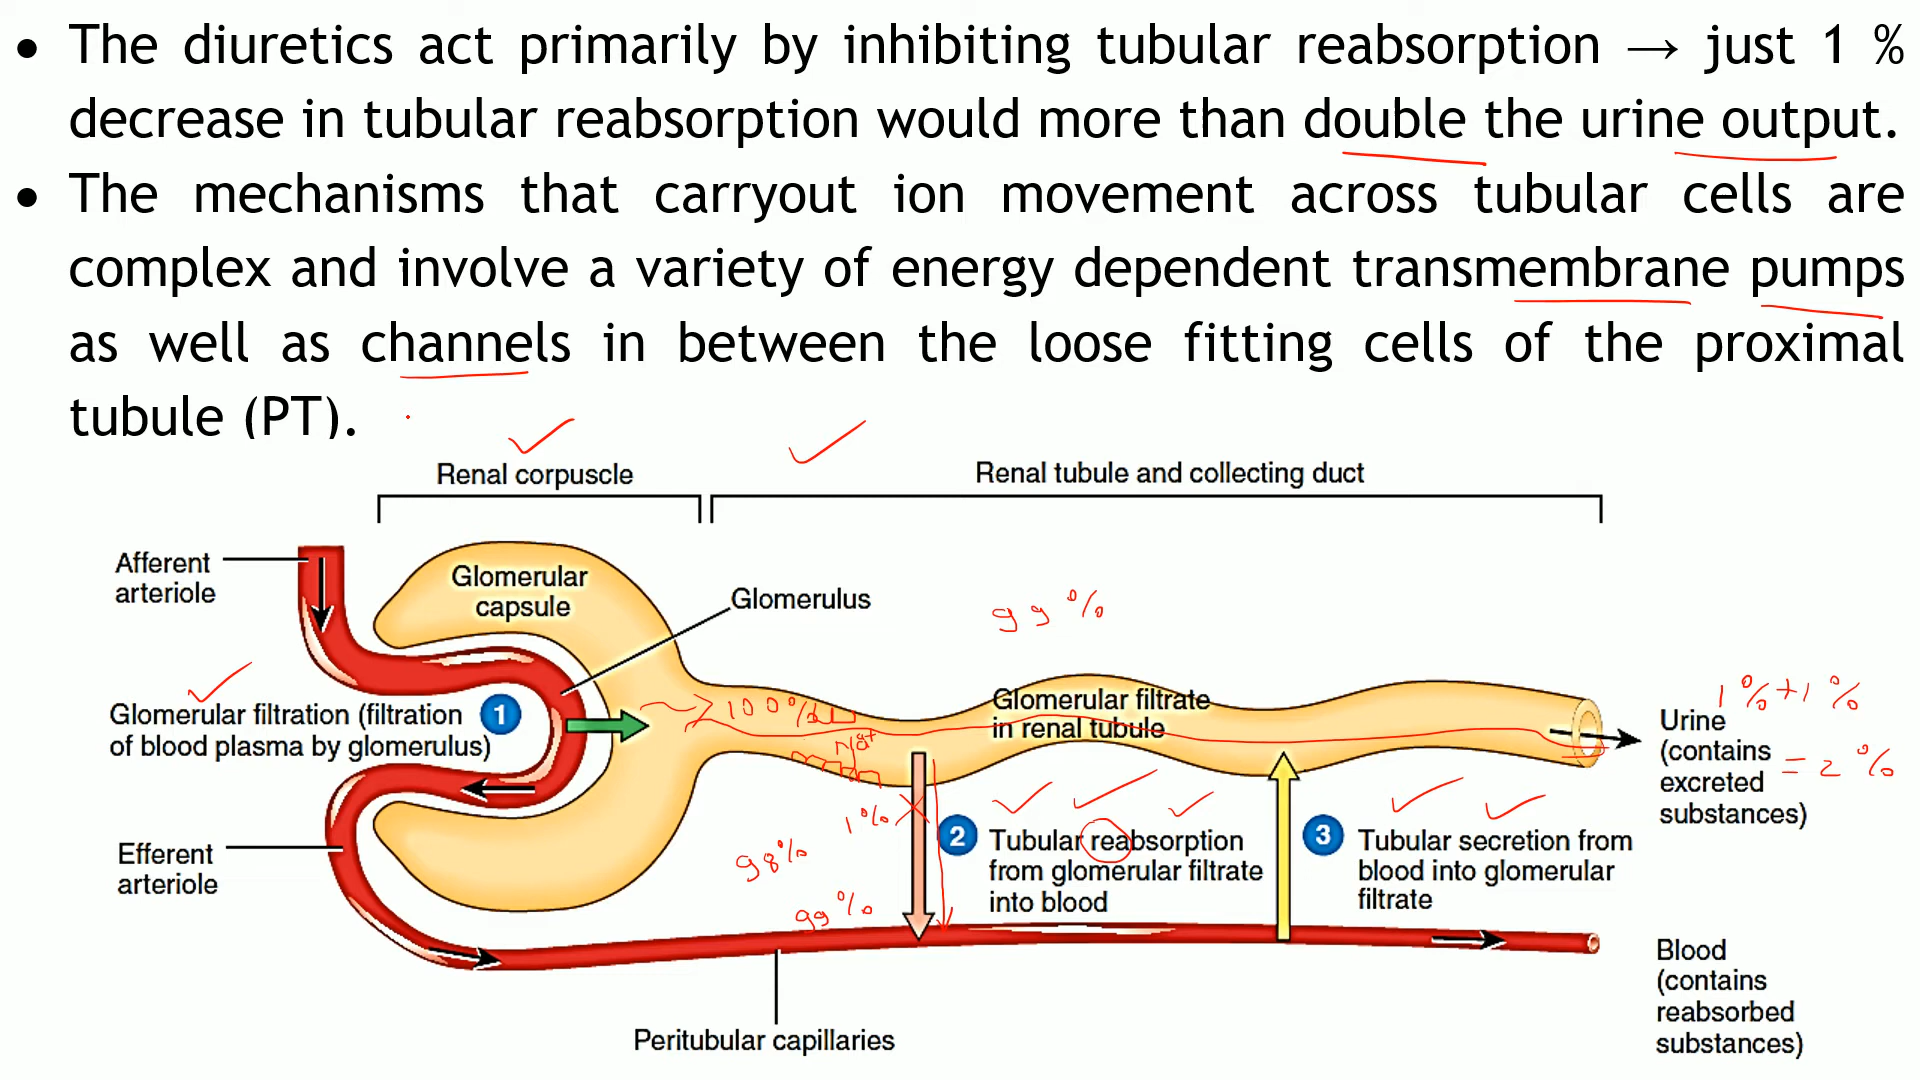 • The diuretics act primarily by inhibiting tubular reabsorption → just 1 %
decrease in tubular reabsorption would more than double the urine output.
• The mechanisms that carryout ion movement across tubular cells are
complex and involve a variety of energy dependent transmembrane pumps
as well as channels in between the loose fitting cells of the proximal
tubule (PT).
Renal corpuscle
Renal tubule and collecting duct
Afferent
arteriole
Glomerular
capsule
Glomerulus
99%
Glomerular filtration (filtration
of blood plasma by glomerulus)
1
100%
Na+
Glomerular filtrate
in renal tubule
1%+1%
= 2%
Urine
(contains
excreted
substances)
1%
98%
99%
2
Tubular reabsorption
from glomerular filtrate
into blood
3
Tubular secretion from
blood into glomerular
filtrate
Efferent
arteriole
Blood
(contains
reabsorbed
substances)
Peritubular capillaries